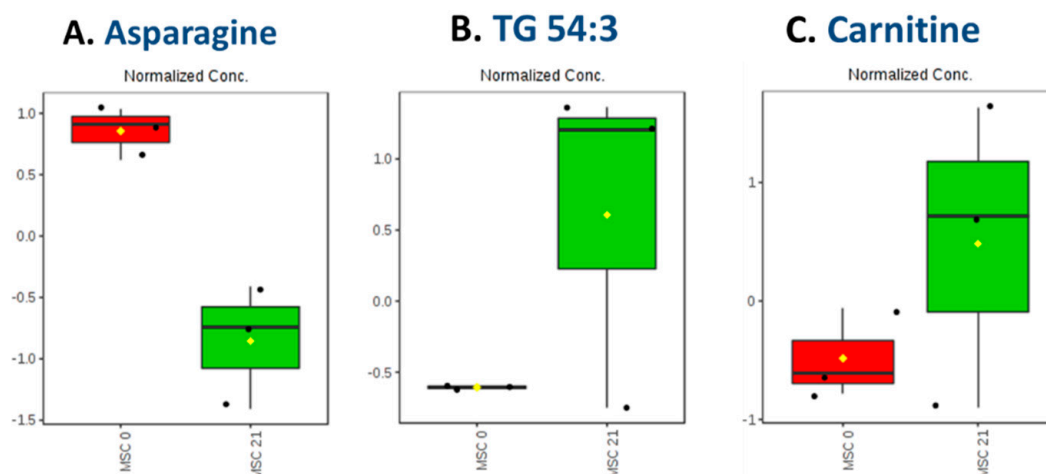 A. Asparagine
Normalized Conc.
1.0
0.5
0.0
-0.5
-1.0
-1.5
MSC 0
MSC 21
B. TG 54:3
Normalized Conc.
1.0
0.5
0.0
-0.5
MSC 0
MSC 21
C. Carnitine
Normalized Conc.
1
0
-1
MSC 0
MSC 21